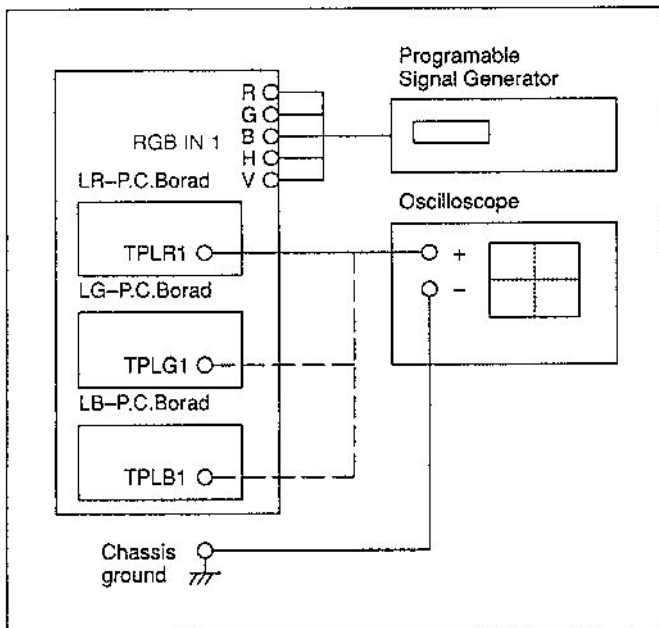 Programable
Signal Generator
R
G
B
H
V
RGB IN 1
LR-P.C.Borad
TPLR1
LG-P.C.Borad
TPLG1
LB-P.C.Borad
TPLB1
Oscilloscope
+
−
Chassis
ground